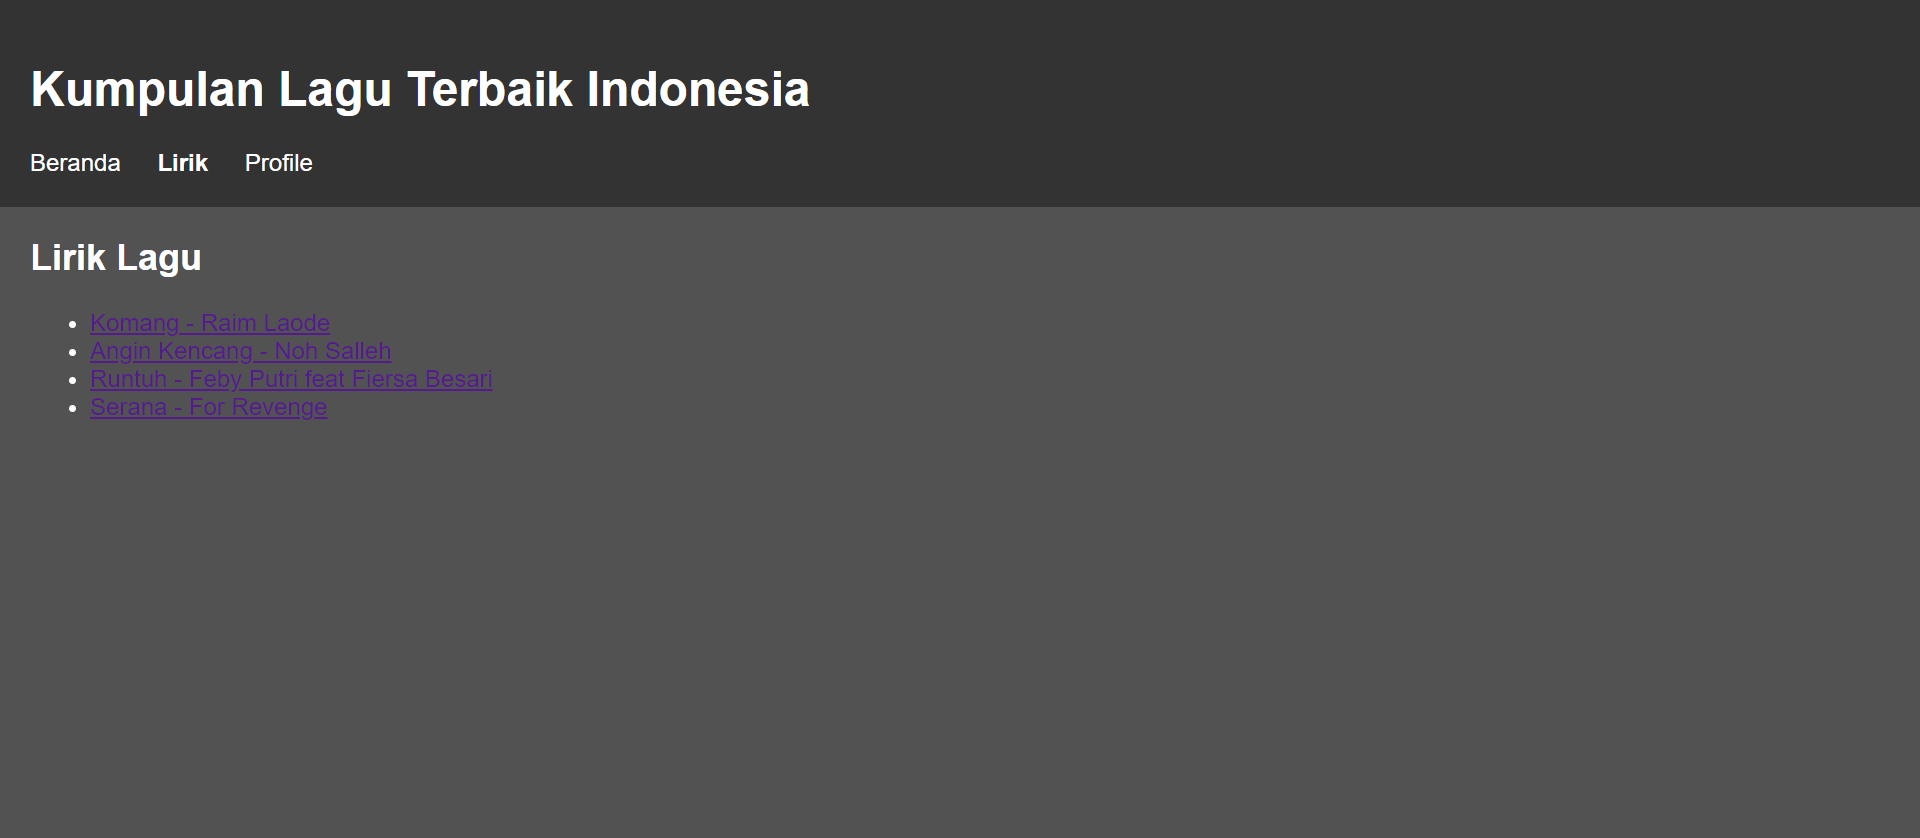 Kumpulan Lagu Terbaik Indonesia
Beranda Lirik Profile
Lirik Lagu
Komang - Raim Laode
Angin Kencang - Noh Salleh
Runtuh - Feby Putri feat Fiersa Besari
Serana - For Revenge